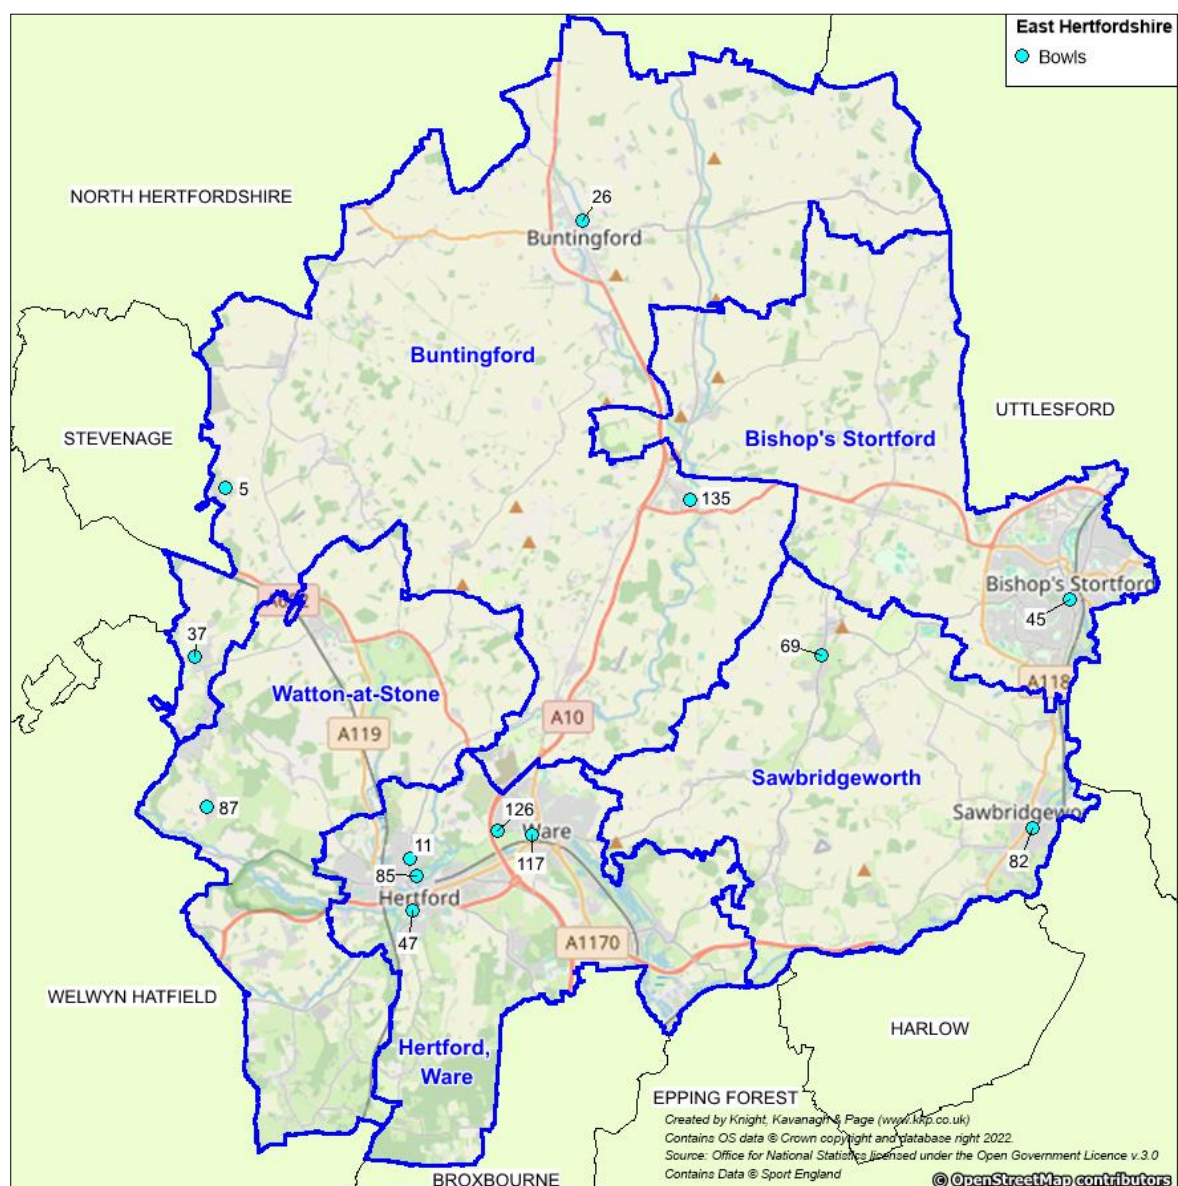 East Hertfordshire
Bowls
NORTH HERTFORDSHIRE
26
Buntingford
Buntingford
UTTLESFORD
STEVENAGE
Bishop's Stortford
5
135
Bishop's Stortford
45
37
69
A118
Watton-at-Stone
A10
A119
Sawbridgeworth
87
126
Ware
Sawbridgewo
11
117
82
85
Hertford
47
A1170
WELWYN HATFIELD
HARLOW
Hertford,
Ware
EPPING FOREST
Created by Knight, Kavanagh & Page (www.kkp.co.uk)
Contains OS data © Crown copyright and database right 2022.
Source: Office for National Statistics licensed under the Open Government Licence v.3.0
Contains Data © Sport England
BROXBOURNE
© OpenStreetMap contributors